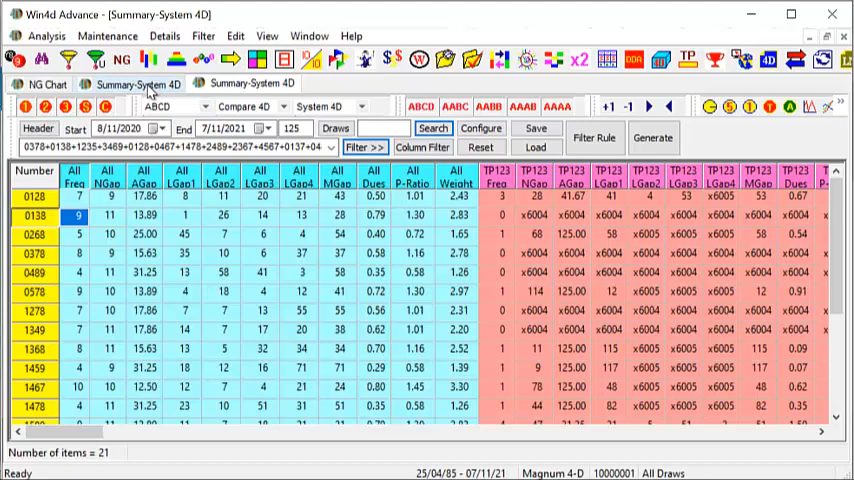 Win4d Advance - [Summary-System 4D]
Analysis Maintenance Details Filter Edit View Window Help
NG TP DDA 4D x2 $$ 10/10
NG Chart Summary-System 4D Summary-System 4D
1 2 3 S C ABCD Compare 4D System 4D ABCD AABC AABB AAAB AAAA +1 -1
Header Start 8/11/2020 End 7/11/2021 125 Draws Search Configure Save Filter Rule Generate
0378+0138+1235+3469+0128+0467+1478+2489+2367+4567+0137+04 Filter >> Column Filter Reset Load
Number All Freq All NGap All AGap All LGap1 All LGap2 All LGap3 All LGap4 All MGap All Dues All P-Ratio All Weight TP123 Freq TP123 NGap TP123 AGap TP123 LGap1 TP123 LGap2 TP123 LGap3 TP123 LGap4 TP123 MGap TP123 Dues TP P-
0128 7 9 17.86 8 11 20 21 43 0.50 1.01 2.43 3 28 41.67 41 4 53 x6005 53 0.67
0138 9 11 13.89 1 26 14 13 28 0.79 1.30 2.83 0 x6004 x6004 x6004 x6004 x6004 x6004 x6004 x6004 x
0268 5 10 25.00 45 7 6 4 54 0.40 0.72 1.65 1 68 125.00 58 x6005 x6005 x6005 58 0.54
0378 8 9 15.63 35 10 6 37 37 0.58 1.16 2.78 0 x6004 x6004 x6004 x6004 x6004 x6004 x6004 x6004 x
0489 4 11 31.25 13 58 41 3 58 0.35 0.58 1.26 0 x6004 x6004 x6004 x6004 x6004 x6004 x6004 x6004 x
0578 9 10 13.89 4 18 4 12 41 0.72 1.30 2.97 1 114 125.00 12 x6005 x6005 x6005 12 0.91
1278 7 10 17.86 7 7 13 55 55 0.56 1.01 2.31 0 x6004 x6004 x6004 x6004 x6004 x6004 x6004 x6004 x
1349 7 11 17.86 14 7 17 20 38 0.62 1.01 2.20 0 x6004 x6004 x6004 x6004 x6004 x6004 x6004 x6004 x
1368 8 11 15.63 13 5 32 34 34 0.70 1.16 2.52 1 11 125.00 115 x6005 x6005 x6005 115 0.09
1459 4 9 31.25 18 12 16 71 71 0.29 0.58 1.39 1 9 125.00 117 x6005 x6005 x6005 117 0.07
1467 10 10 12.50 12 7 4 21 24 0.80 1.45 3.30 1 78 125.00 48 x6005 x6005 x6005 48 0.62
1478 4 11 31.25 23 10 51 31 51 0.35 0.58 1.26 1 44 125.00 82 x6005 x6005 x6005 82 0.35
Number of items = 21
Ready 25/04/85 - 07/11/21 Magnum 4-D 10000001 All Draws